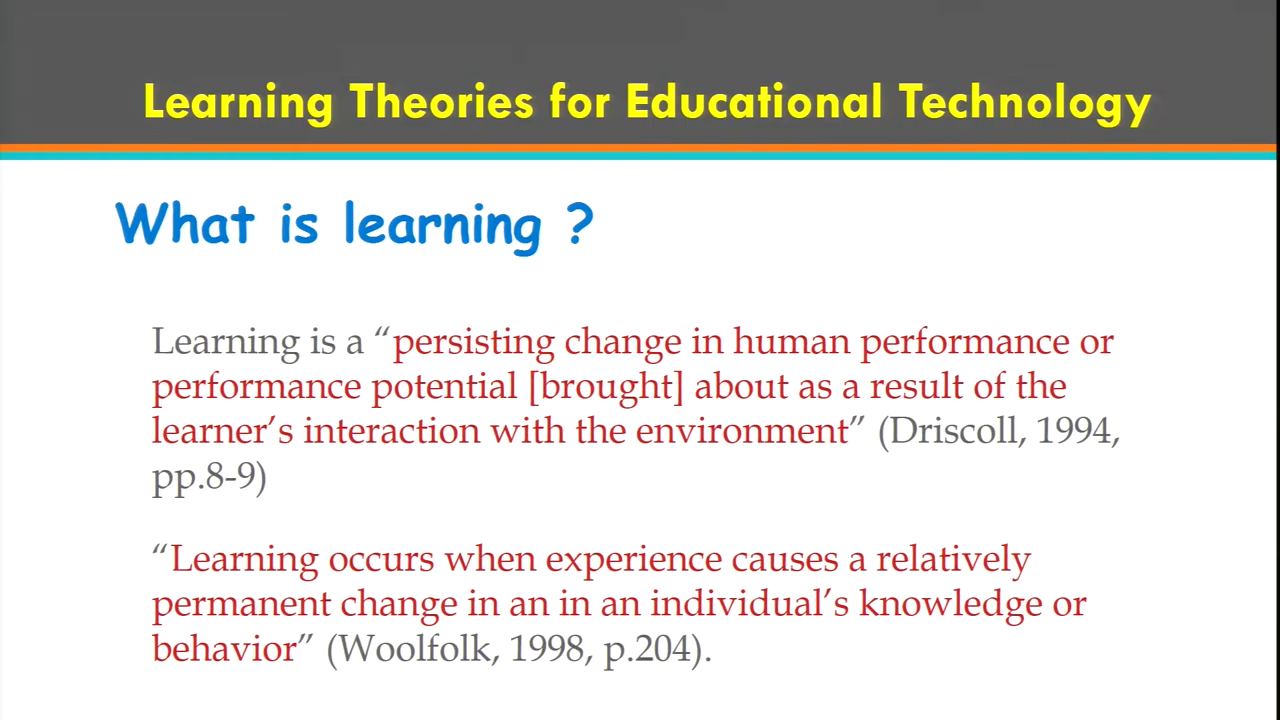 Learning Theories for Educational Technology
What is learning ?
Learning is a “persisting change in human performance or
performance potential [brought] about as a result of the
learner’s interaction with the environment” (Driscoll, 1994,
pp.8-9)
“Learning occurs when experience causes a relatively
permanent change in an in an individual’s knowledge or
behavior” (Woolfolk, 1998, p.204).